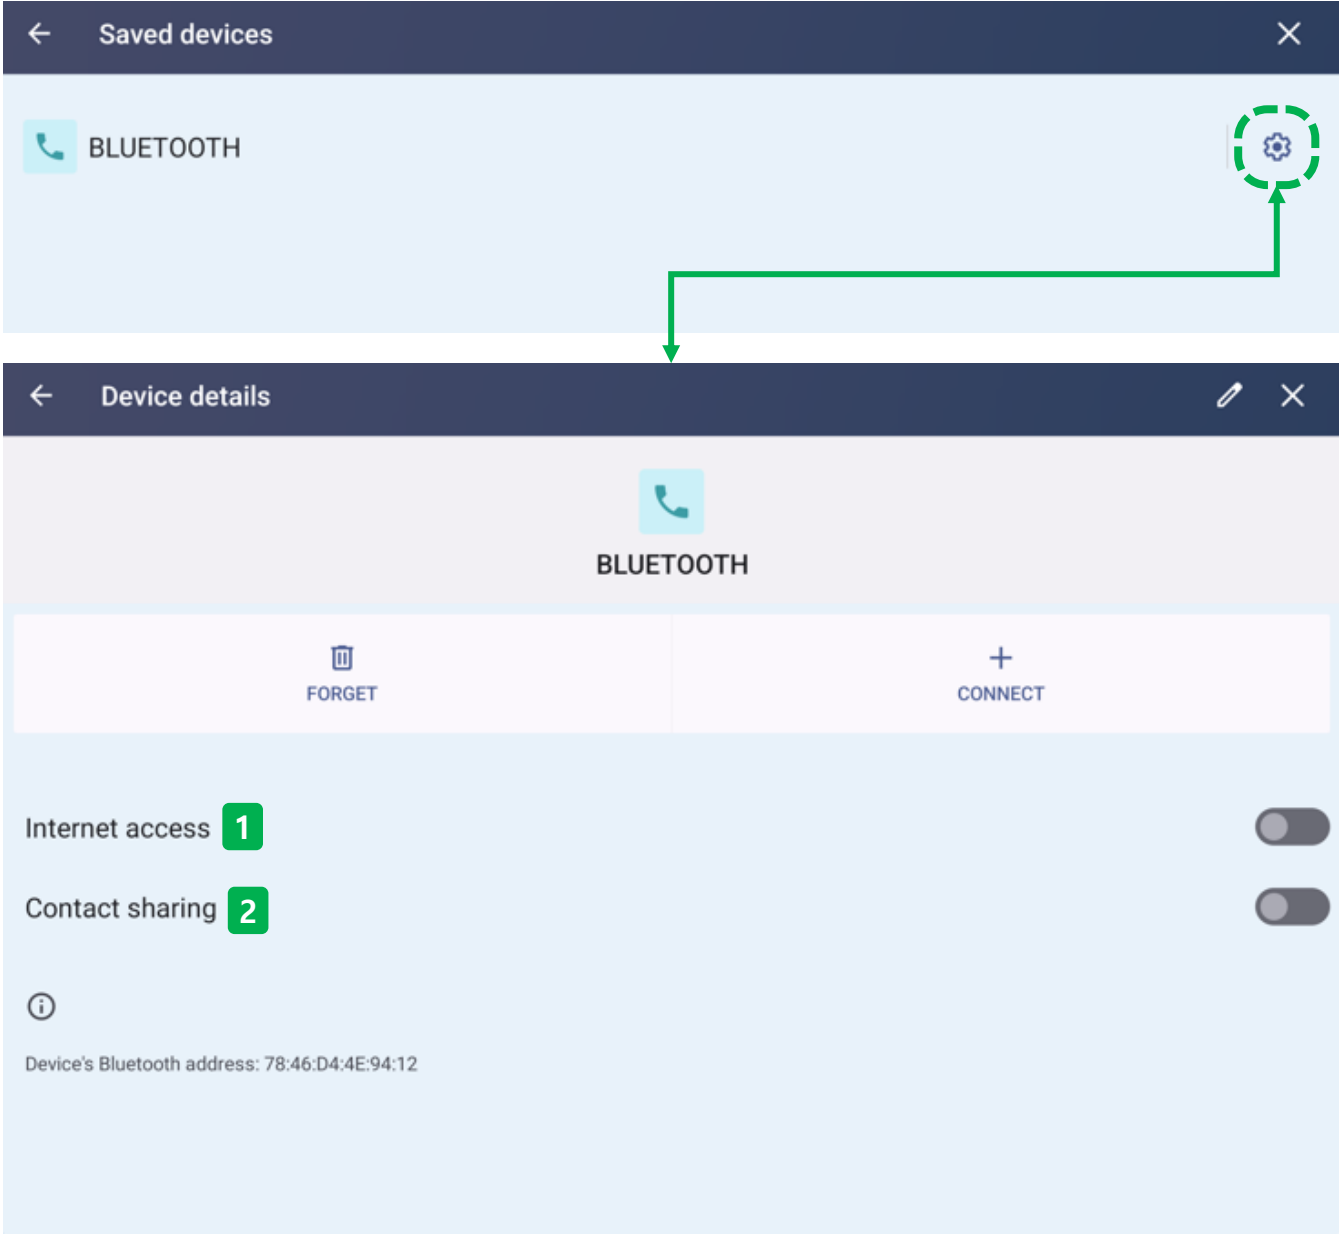 Saved devices
BLUETOOTH
Device details
BLUETOOTH
FORGET
CONNECT
Internet access 1
Contact sharing 2
Device's Bluetooth address: 78:46:D4:4E:94:12